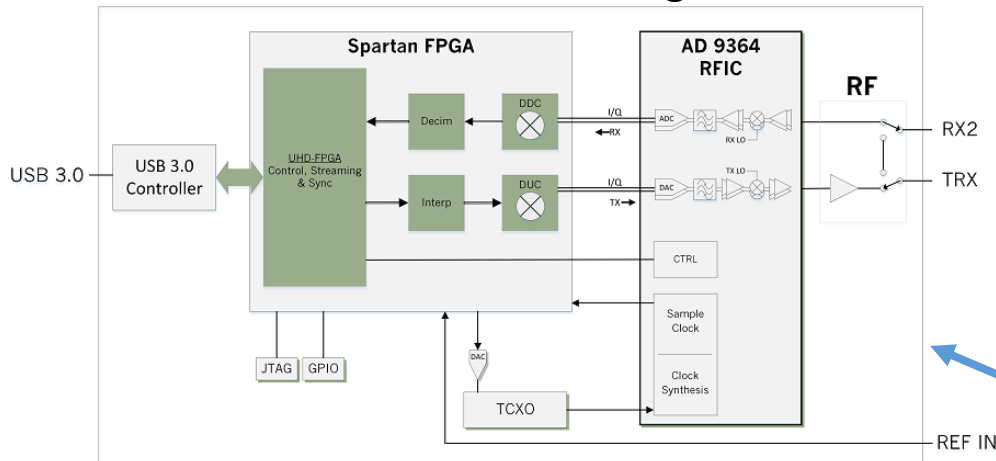 Spartan FPGA
AD 9364
RFIC
RF
DDC
Decim
I/Q
RX
ADC
RX LO
RX2
USB 3.0
USB 3.0
Controller
UHD-FPGA
Control, Streaming
& Sync
Interp
DUC
I/Q
TX
TX LO
DAC
TRX
CTRL
Sample
Clock
Clock
Synthesis
JTAG
GPIO
DAC
TCXO
REF IN